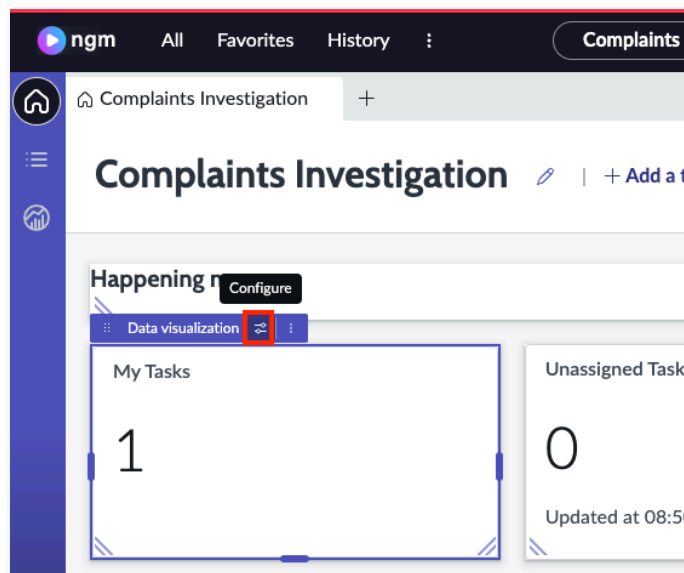 ngm All Favorites History Complaints
Complaints Investigation
Complaints Investigation Add a
Happening
Configure
Data visualization
My Tasks
1
Unassigned Task
0
Updated at 08:5